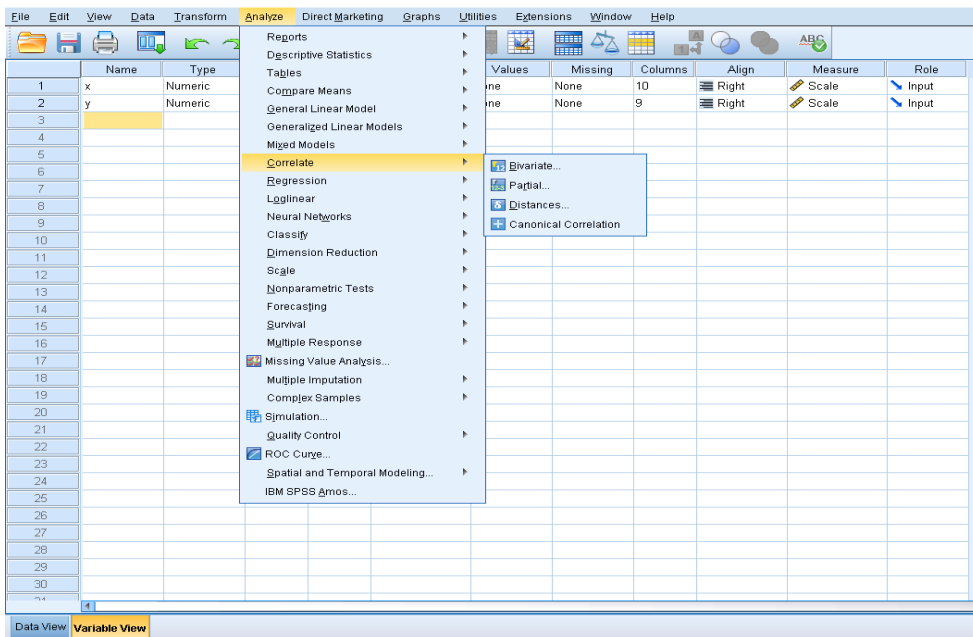 File Edit View Data Transform Analyze Direct Marketing Graphs Utilities Extensions Window Help
Name Type Values Missing Columns Align Measure Role
1 x Numeric one None 10 Right Scale Input
2 y Numeric one None 9 Right Scale Input
3
4
5
6
7
8
9
10
11
12
13
14
15
16
17
18
19
20
21
22
23
24
25
26
27
28
29
30
Reports
Descriptive Statistics
Tables
Compare Means
General Linear Model
Generalized Linear Models
Mixed Models
Correlate
Regression
Loglinear
Neural Networks
Classify
Dimension Reduction
Scale
Nonparametric Tests
Forecasting
Survival
Multiple Response
Missing Value Analysis...
Multiple Imputation
Complex Samples
Simulation...
Quality Control
ROC Curve...
Spatial and Temporal Modeling...
IBM SPSS Amos...
Bivariate...
Partial...
Distances...
Canonical Correlation
Data View Variable View